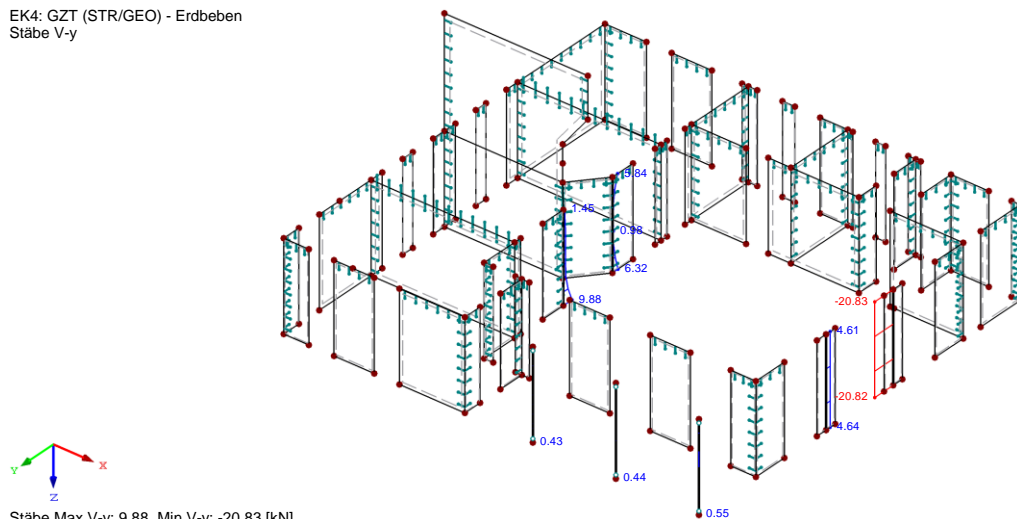 EK4: GZT (STR/GEO) - Erdbeben
Stäbe V-y
5.84
1.45
0.98
6.32
9.88
-20.83
4.61
-20.82
4.64
0.43
0.44
0.55
Y
X
Z
Stäbe Max V-y: 9.88, Min V-y: -20.83 [kN]